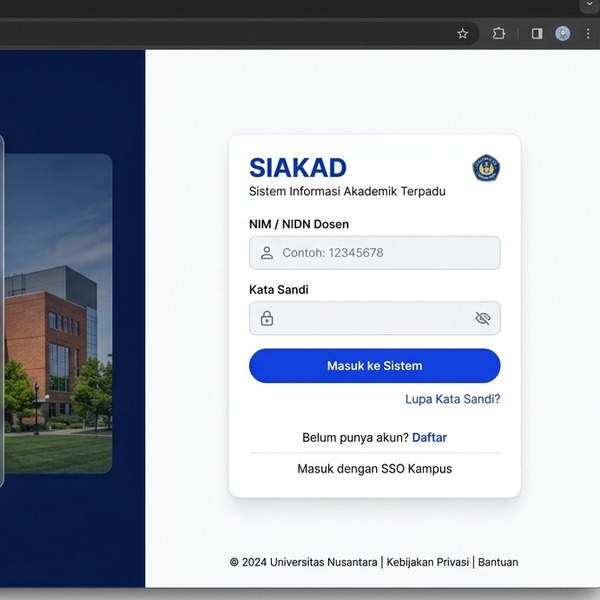 SIAKAD
Sistem Informasi Akademik Terpadu
NIM / NIDN Dosen
Contoh: 12345678
Kata Sandi
Masuk ke Sistem
Lupa Kata Sandi?
Belum punya akun? Daftar
Masuk dengan SSO Kampus
© 2024 Universitas Nusantara | Kebijakan Privasi | Bantuan